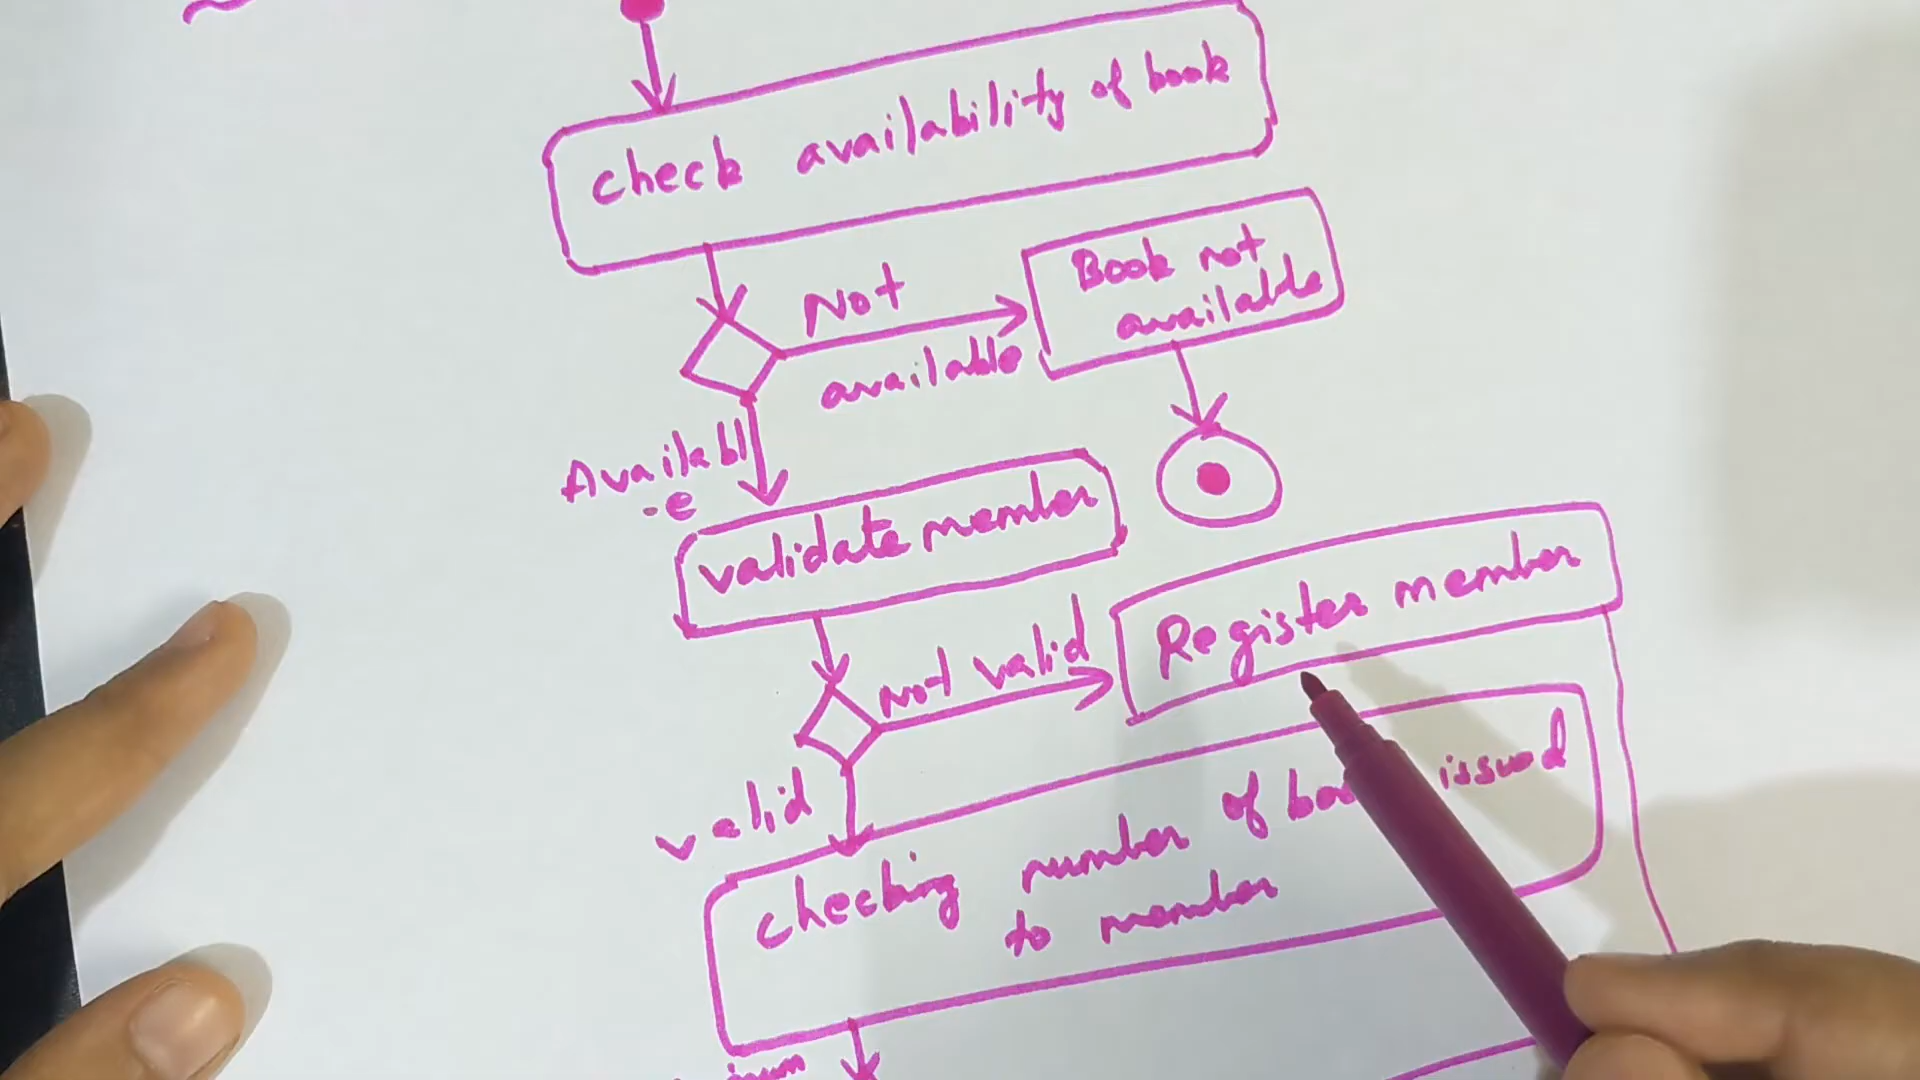 check availability of book
Not
available
Book not
available
Availabl
-e
validate member
Not valid
Register member
valid
checking number of issued
to member